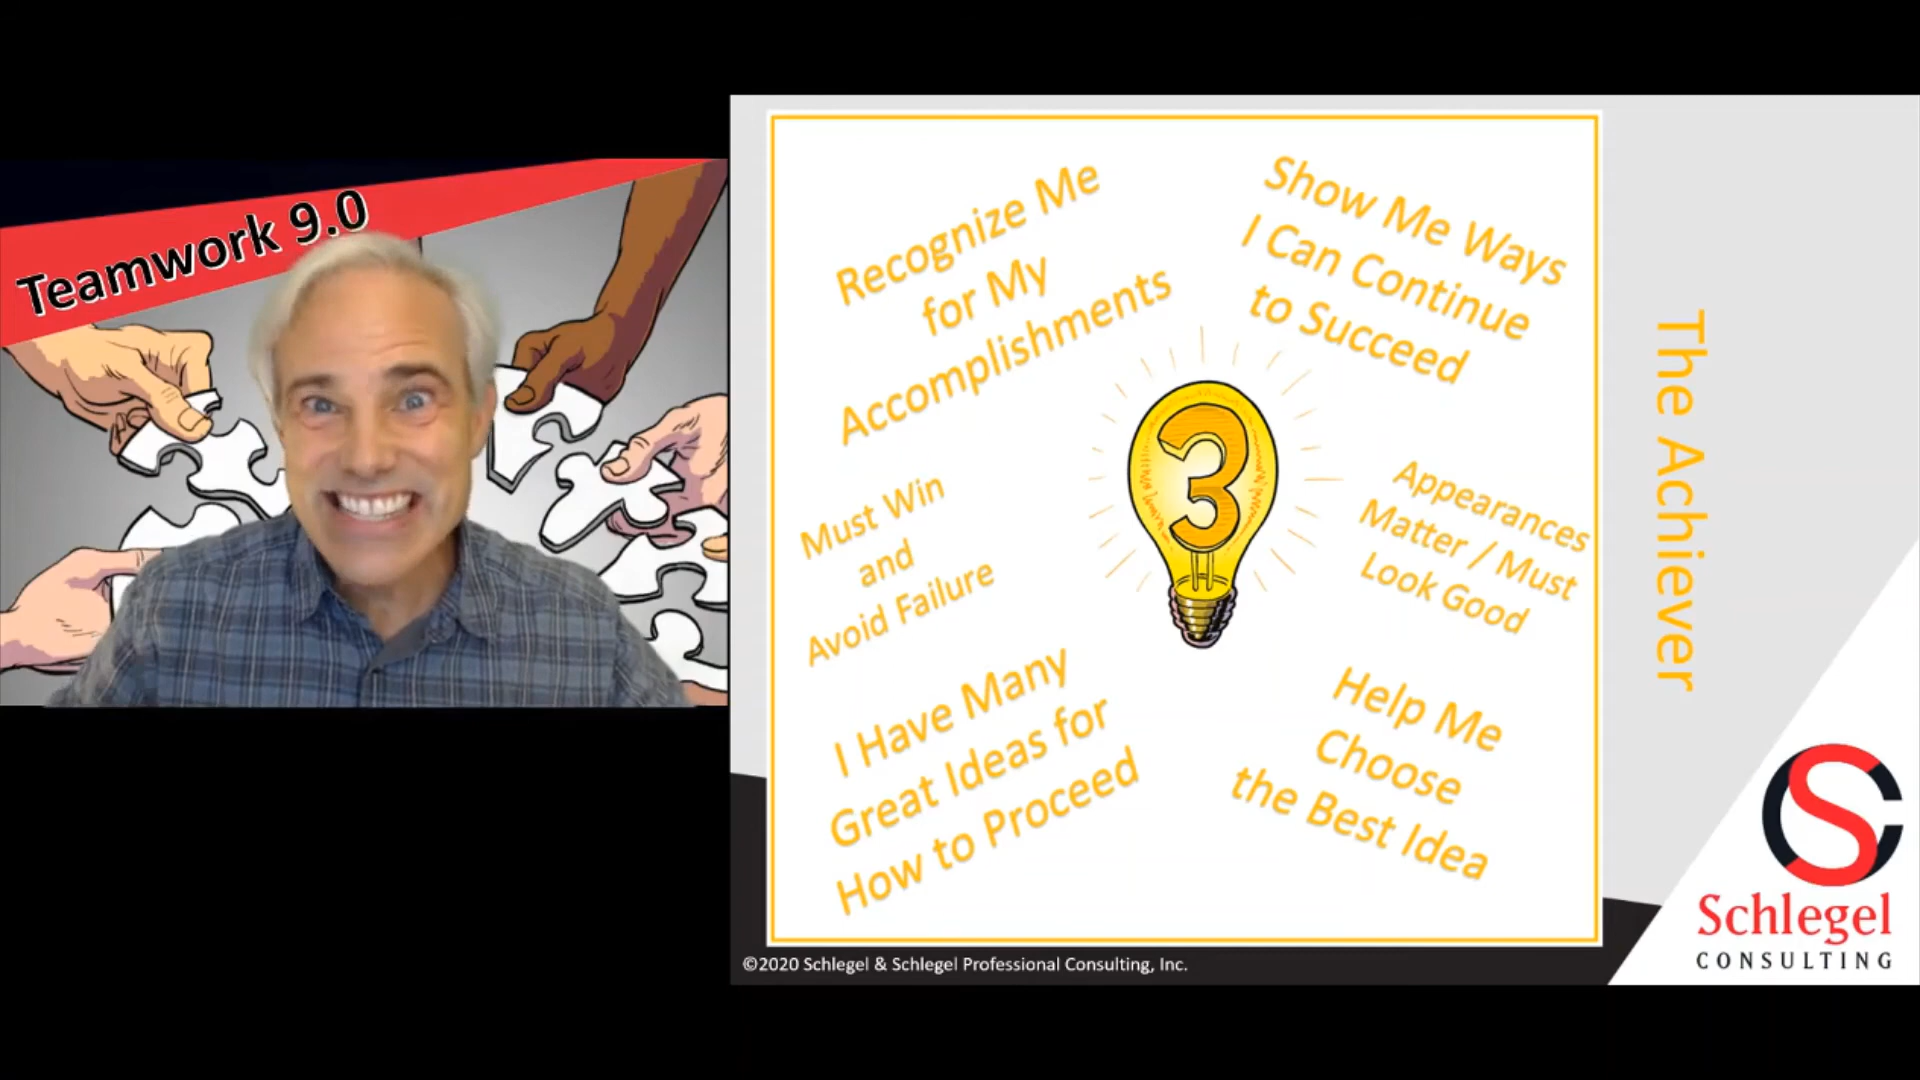 Teamwork 9.0
Recognize Me
for My
Accomplishments
Show Me Ways
I Can Continue
to Succeed
3
Must Win
and
Avoid Failure
Appearances
Matter / Must
Look Good
I Have Many
Great Ideas for
How to Proceed
Help Me
Choose
the Best Idea
The Achiever
Schlegel
CONSULTING
©2020 Schlegel & Schlegel Professional Consulting, Inc.